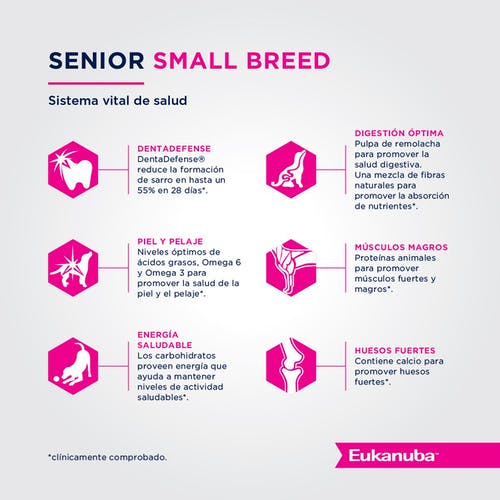 SENIOR SMALL BREED
Sistema vital de salud
DENTADEFENSE
DentaDefense®
reduce la formación
de sarro en hasta un
55% en 28 días*.
DIGESTIÓN ÓPTIMA
Pulpa de remolacha
para promover la
salud digestiva.
Una mezcla de fibras
naturales para
promover la absorción
de nutrientes*.
PIEL Y PELAJE
Niveles óptimos de
ácidos grasos, Omega 6
y Omega 3 para
promover la salud de la
piel y el pelaje*.
MÚSCULOS MAGROS
Proteínas animales
para promover
músculos fuertes y
magros*.
ENERGÍA
SALUDABLE
Los carbohidratos
proveen energía que
ayuda a mantener
niveles de actividad
saludables*.
HUESOS FUERTES
Contiene calcio para
promover huesos
fuertes*.
*clínicamente comprobado.
Eukanuba™